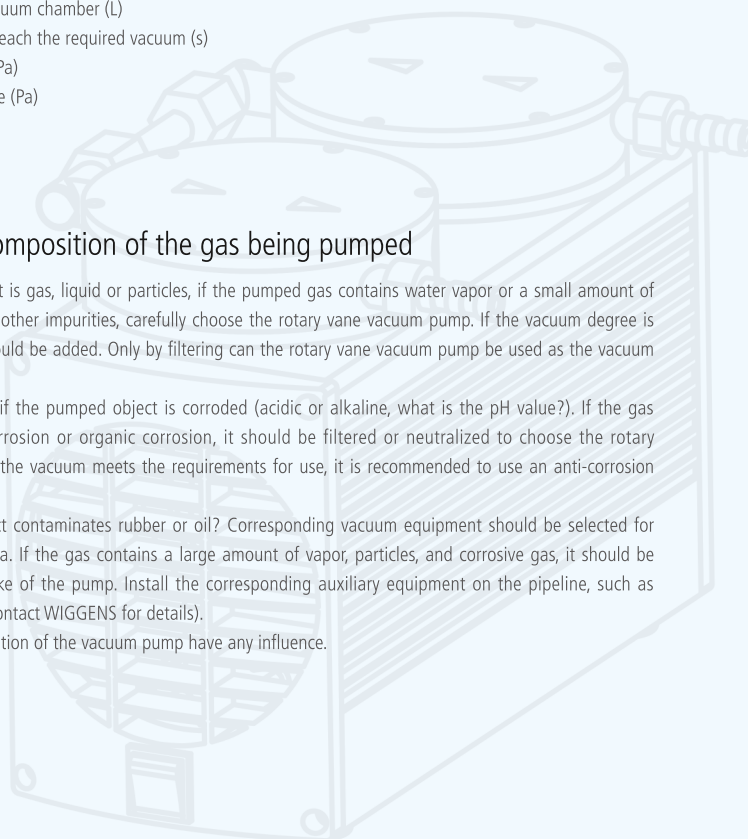 uum chamber (L)
each the required vacuum (s)
Pa)
e (Pa)
omposition of the gas being pumped
t is gas, liquid or particles, if the pumped gas contains water vapor or a small amount of
other impurities, carefully choose the rotary vane vacuum pump. If the vacuum degree is
ould be added. Only by filtering can the rotary vane vacuum pump be used as the vacuum
if the pumped object is corroded (acidic or alkaline, what is the pH value?). If the gas
rrosion or organic corrosion, it should be filtered or neutralized to choose the rotary
the vacuum meets the requirements for use, it is recommended to use an anti-corrosion
ct contaminates rubber or oil? Corresponding vacuum equipment should be selected for
a. If the gas contains a large amount of vapor, particles, and corrosive gas, it should be
ke of the pump. Install the corresponding auxiliary equipment on the pipeline, such as
ontact WIGGENS for details).
tion of the vacuum pump have any influence.